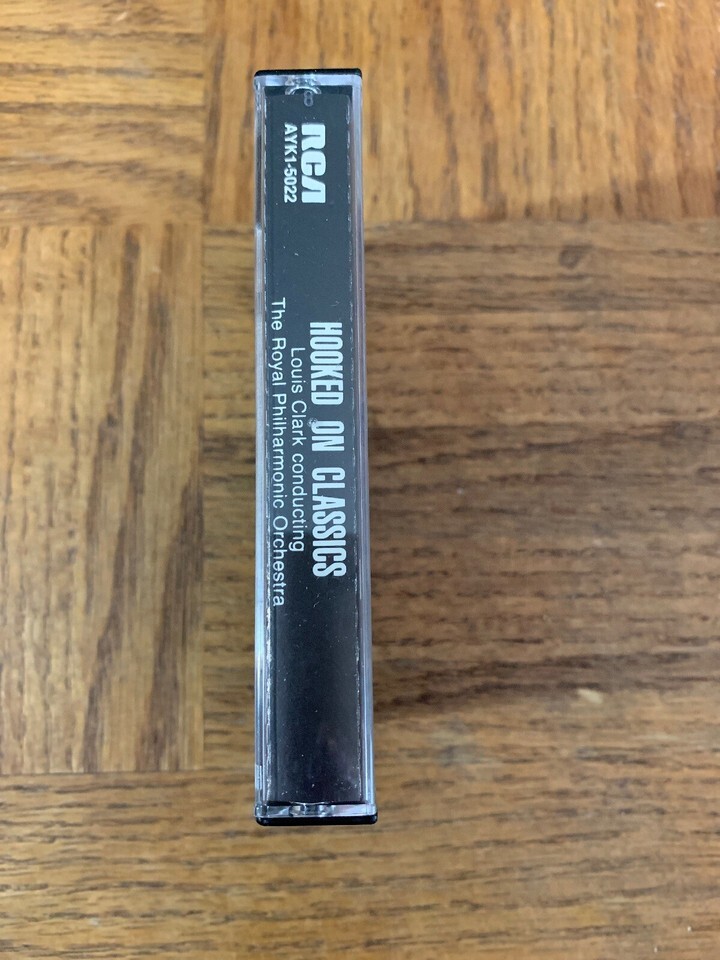 RCA
AYK1-5022
HOOKED ON CLASSICS
Louis Clark conducting
The Royal Philharmonic Orchestra